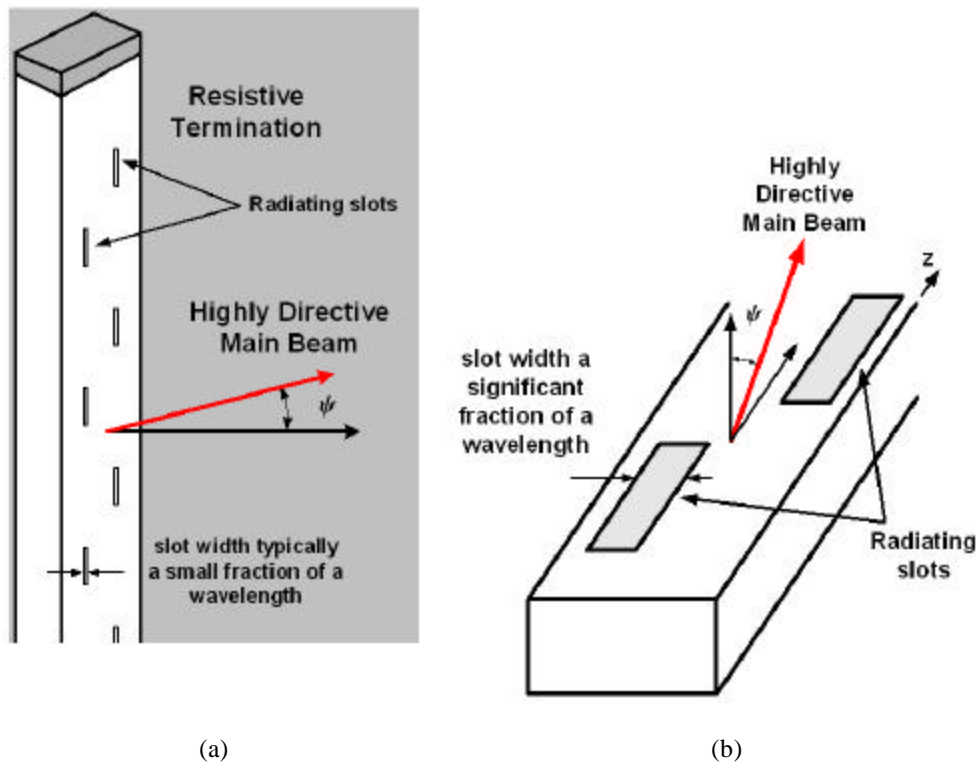 Resistive
Termination
Radiating slots
Highly Directive
Main Beam
ψ
slot width typically
a small fraction of a
wavelength
(a)
Highly
Directive
Main Beam
z
ψ
slot width a
significant
fraction of a
wavelength
Radiating
slots
(b)